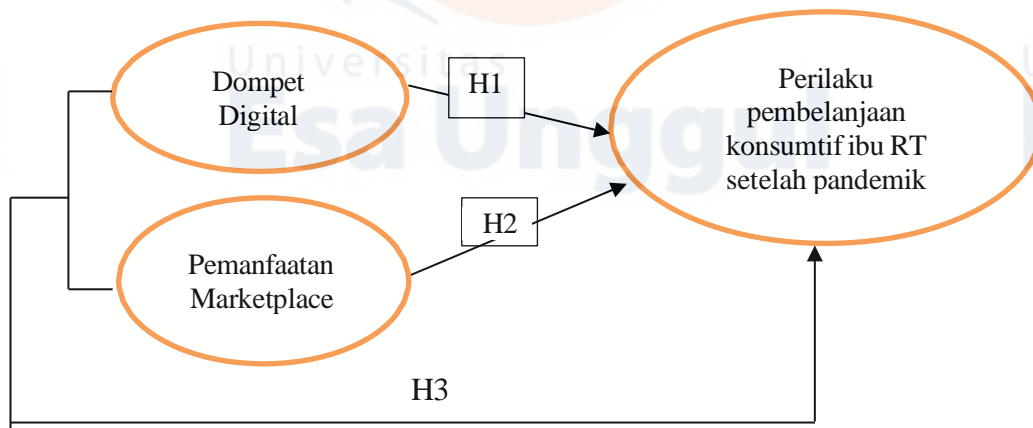 Universitas
Esa Unggul
Dompet
Digital
H1
Perilaku
pembelanjaan
konsumtif ibu RT
setelah pandemik
H2
Pemanfaatan
Marketplace
H3